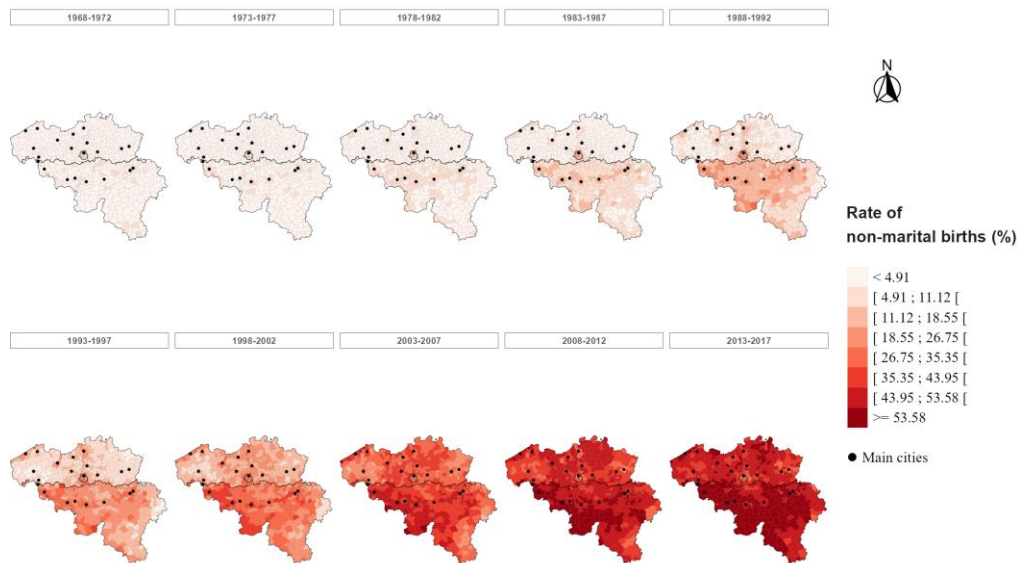 1968-1972
1973-1977
1978-1982
1983-1987
1988-1992
N
Rate of
non-marital births (%)
< 4.91
[ 4.91 ; 11.12 [
[ 11.12 ; 18.55 [
[ 18.55 ; 26.75 [
[ 26.75 ; 35.35 [
[ 35.35 ; 43.95 [
[ 43.95 ; 53.58 [
>= 53.58
Main cities
1993-1997
1998-2002
2003-2007
2008-2012
2013-2017